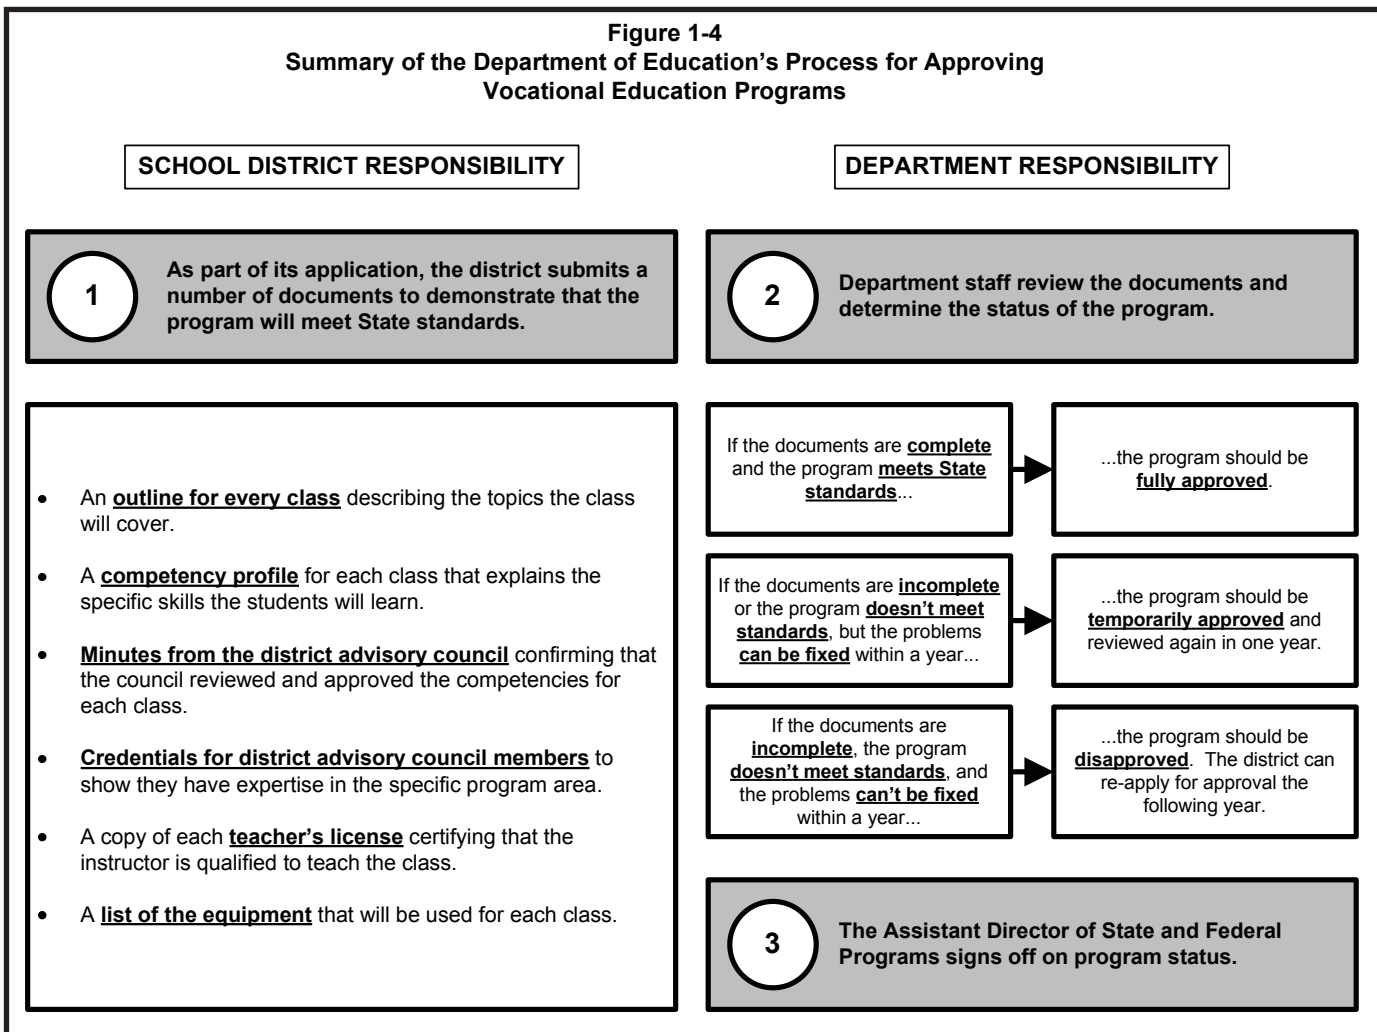 Figure 1-4
Summary of the Department of Education's Process for Approving
Vocational Education Programs
SCHOOL DISTRICT RESPONSIBILITY
DEPARTMENT RESPONSIBILITY
1
As part of its application, the district submits a
number of documents to demonstrate that the
program will meet State standards.
2
Department staff review the documents and
determine the status of the program.
• An outline for every class describing the topics the class
will cover.
• A competency profile for each class that explains the
specific skills the students will learn.
• Minutes from the district advisory council confirming that
the council reviewed and approved the competencies for
each class.
• Credentials for district advisory council members to
show they have expertise in the specific program area.
• A copy of each teacher's license certifying that the
instructor is qualified to teach the class.
• A list of the equipment that will be used for each class.
If the documents are complete
and the program meets State
standards...
...the program should be
fully approved.
If the documents are incomplete
or the program doesn't meet
standards, but the problems
can be fixed within a year...
...the program should be
temporarily approved and
reviewed again in one year.
If the documents are
incomplete, the program
doesn't meet standards, and
the problems can't be fixed
within a year...
...the program should be
disapproved.  The district can
re-apply for approval the
following year.
3
The Assistant Director of State and Federal
Programs signs off on program status.